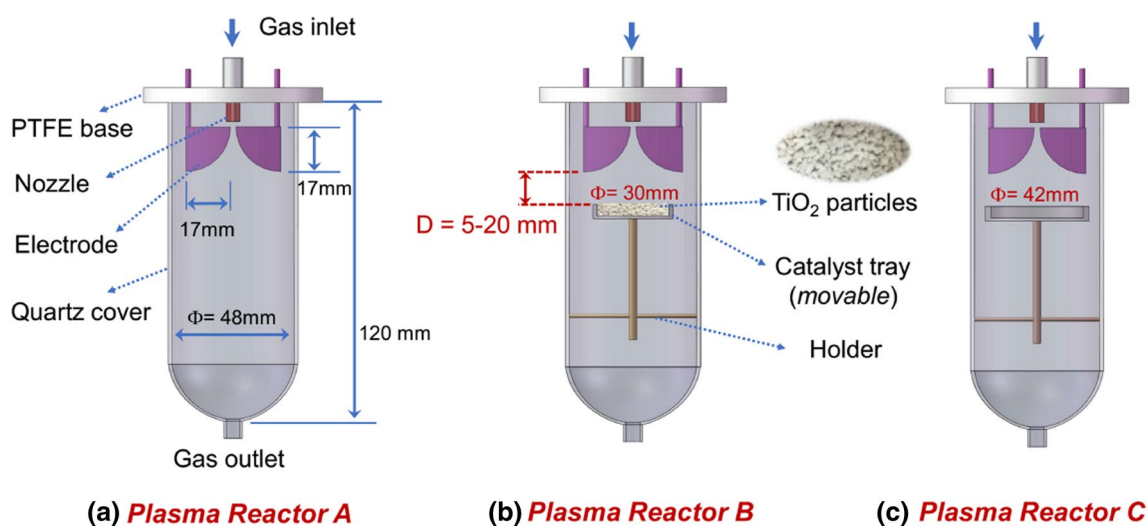 Gas inlet
PTFE base
Nozzle
Electrode
Quartz cover
17mm
17mm
Φ= 48mm
120 mm
Gas outlet
(a) Plasma Reactor A
Φ= 30mm
D = 5-20 mm
TiO₂ particles
Catalyst tray
(movable)
Holder
(b) Plasma Reactor B
Φ= 42mm
(c) Plasma Reactor C